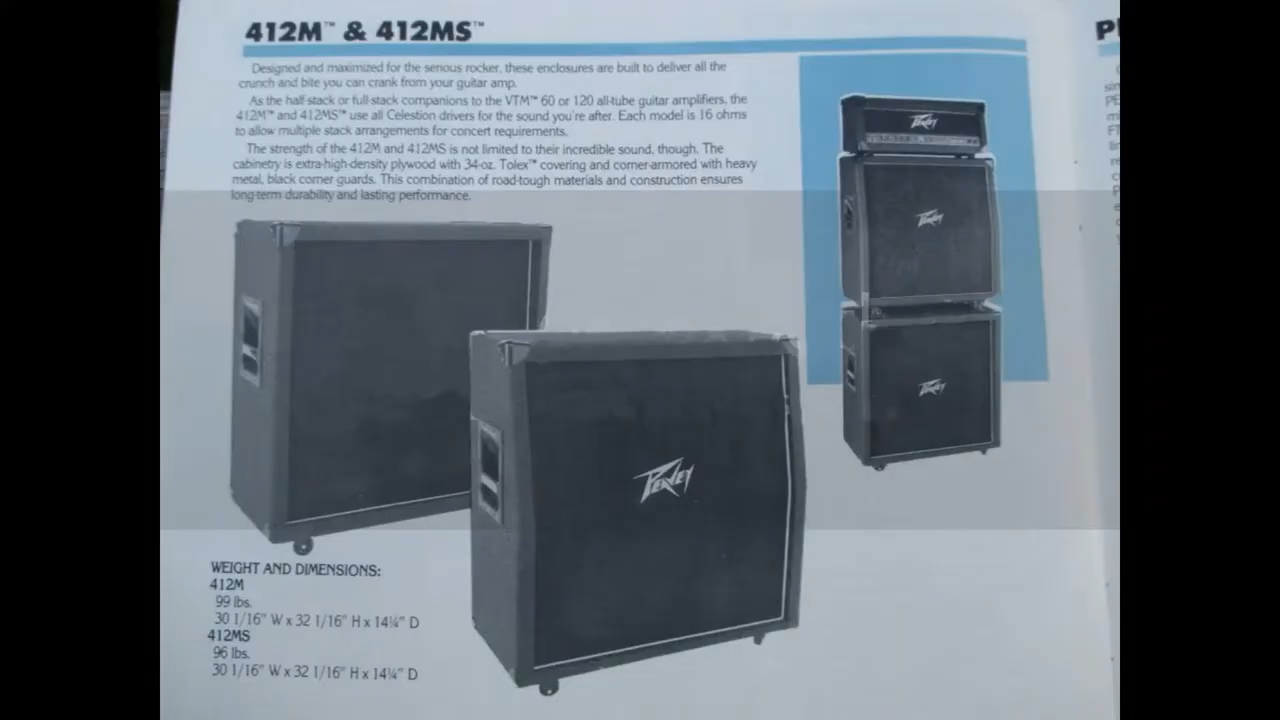 412M™ & 412MS™
Designed and maximized for the serious rocker, these enclosures are built to deliver all the
crunch and bite you can crank from your guitar amp.
As the half-stack or full-stack companions to the VTM™ 60 or 120 all-tube guitar amplifiers, the
412M™ and 412MS™ use all Celestion drivers for the sound you're after. Each model is 16 ohms
to allow multiple stack arrangements for concert requirements.
The strength of the 412M and 412MS is not limited to their incredible sound, though. The
cabinetry is extra-high-density plywood with 34-oz. Tolex™ covering and corner-armored with heavy
metal, black corner guards. This combination of road-tough materials and construction ensures
long-term durability and lasting performance.
PEAVEY
PEAVEY
PEAVEY
PEAVEY
WEIGHT AND DIMENSIONS:
412M
99 lbs.
30 1/16" W x 32 1/16" H x 14¼" D
412MS
96 lbs.
30 1/16" W x 32 1/16" H x 14¼" D